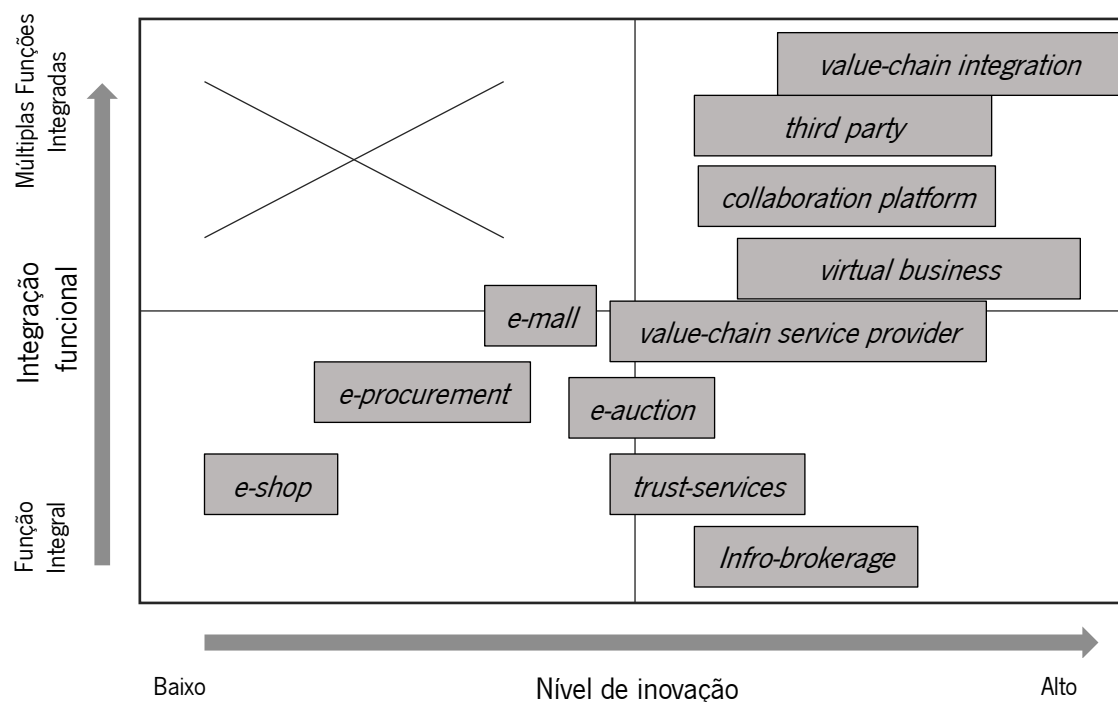 Múltiplas Funções
Integradas
value-chain integration
third party
collaboration platform
virtual business
Integração
funcional
e-mall
value-chain service provider
e-procurement
e-auction
e-shop
trust-services
Função
Integral
Infro-brokerage
Baixo
Nível de inovação
Alto